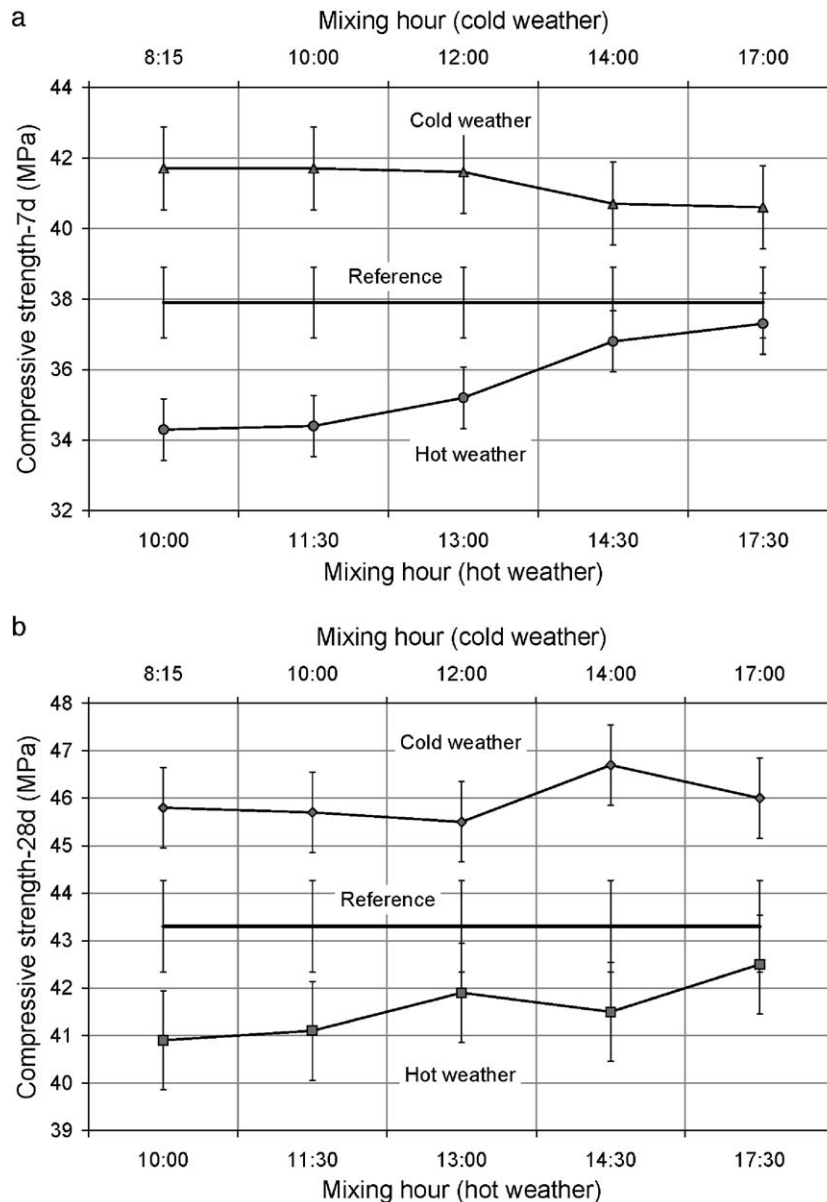 a
Mixing hour (cold weather)
8:15 10:00 12:00 14:00 17:00
Compressive strength-7d (MPa)
44
42
40
38
36
34
32
Cold weather
Reference
Hot weather
10:00 11:30 13:00 14:30 17:30
Mixing hour (hot weather)
b
Mixing hour (cold weather)
8:15 10:00 12:00 14:00 17:00
Compressive strength-28d (MPa)
48
47
46
45
44
43
42
41
40
39
Cold weather
Reference
Hot weather
10:00 11:30 13:00 14:30 17:30
Mixing hour (hot weather)